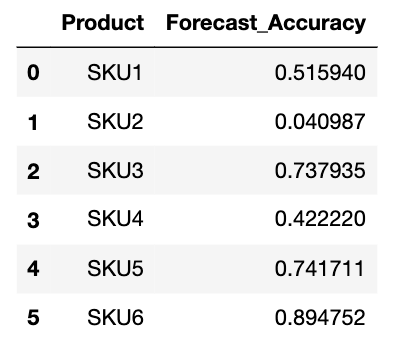 Product Forecast_Accuracy
0 SKU1 0.515940
1 SKU2 0.040987
2 SKU3 0.737935
3 SKU4 0.422220
4 SKU5 0.741711
5 SKU6 0.894752